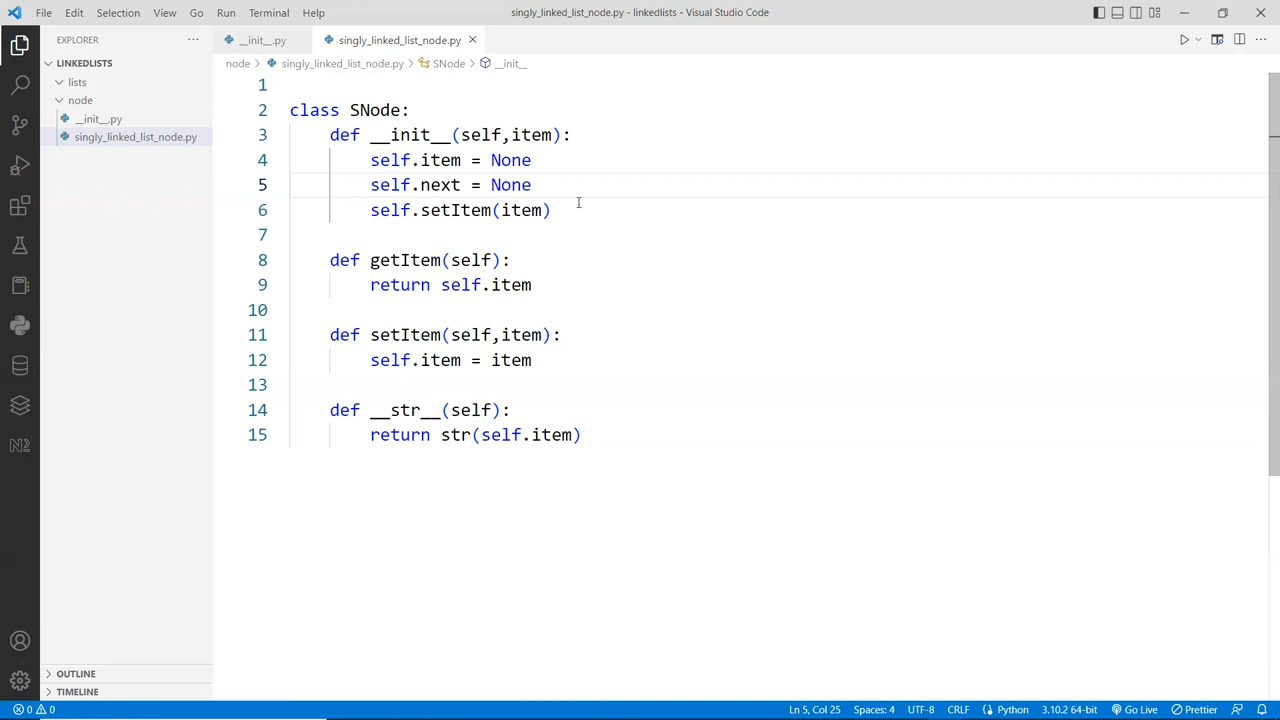 File Edit Selection View Go Run Terminal Help singly_linked_list_node.py - linkedlists - Visual Studio Code
EXPLORER
LINKEDLISTS
lists
node
__init__.py
singly_linked_list_node.py
OUTLINE
TIMELINE
__init__.py singly_linked_list_node.py
node > singly_linked_list_node.py > SNode > __init__
1
2 class SNode:
3 def __init__(self,item):
4 self.item = None
5 self.next = None
6 self.setItem(item)
7
8 def getItem(self):
9 return self.item
10
11 def setItem(self,item):
12 self.item = item
13
14 def __str__(self):
15 return str(self.item)
N2
0 0 Ln 5, Col 25 Spaces: 4 UTF-8 CRLF Python 3.10.2 64-bit Go Live Prettier